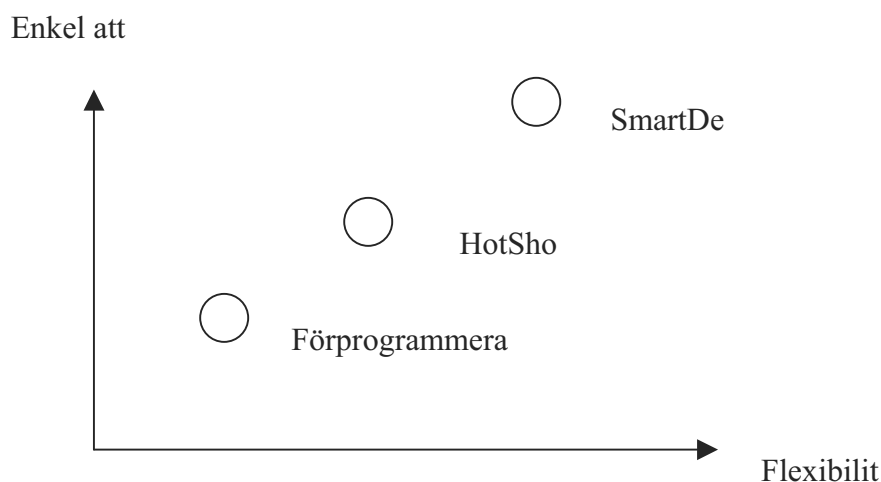 Enkel att
SmartDe
HotSho
Förprogrammera
Flexibilit